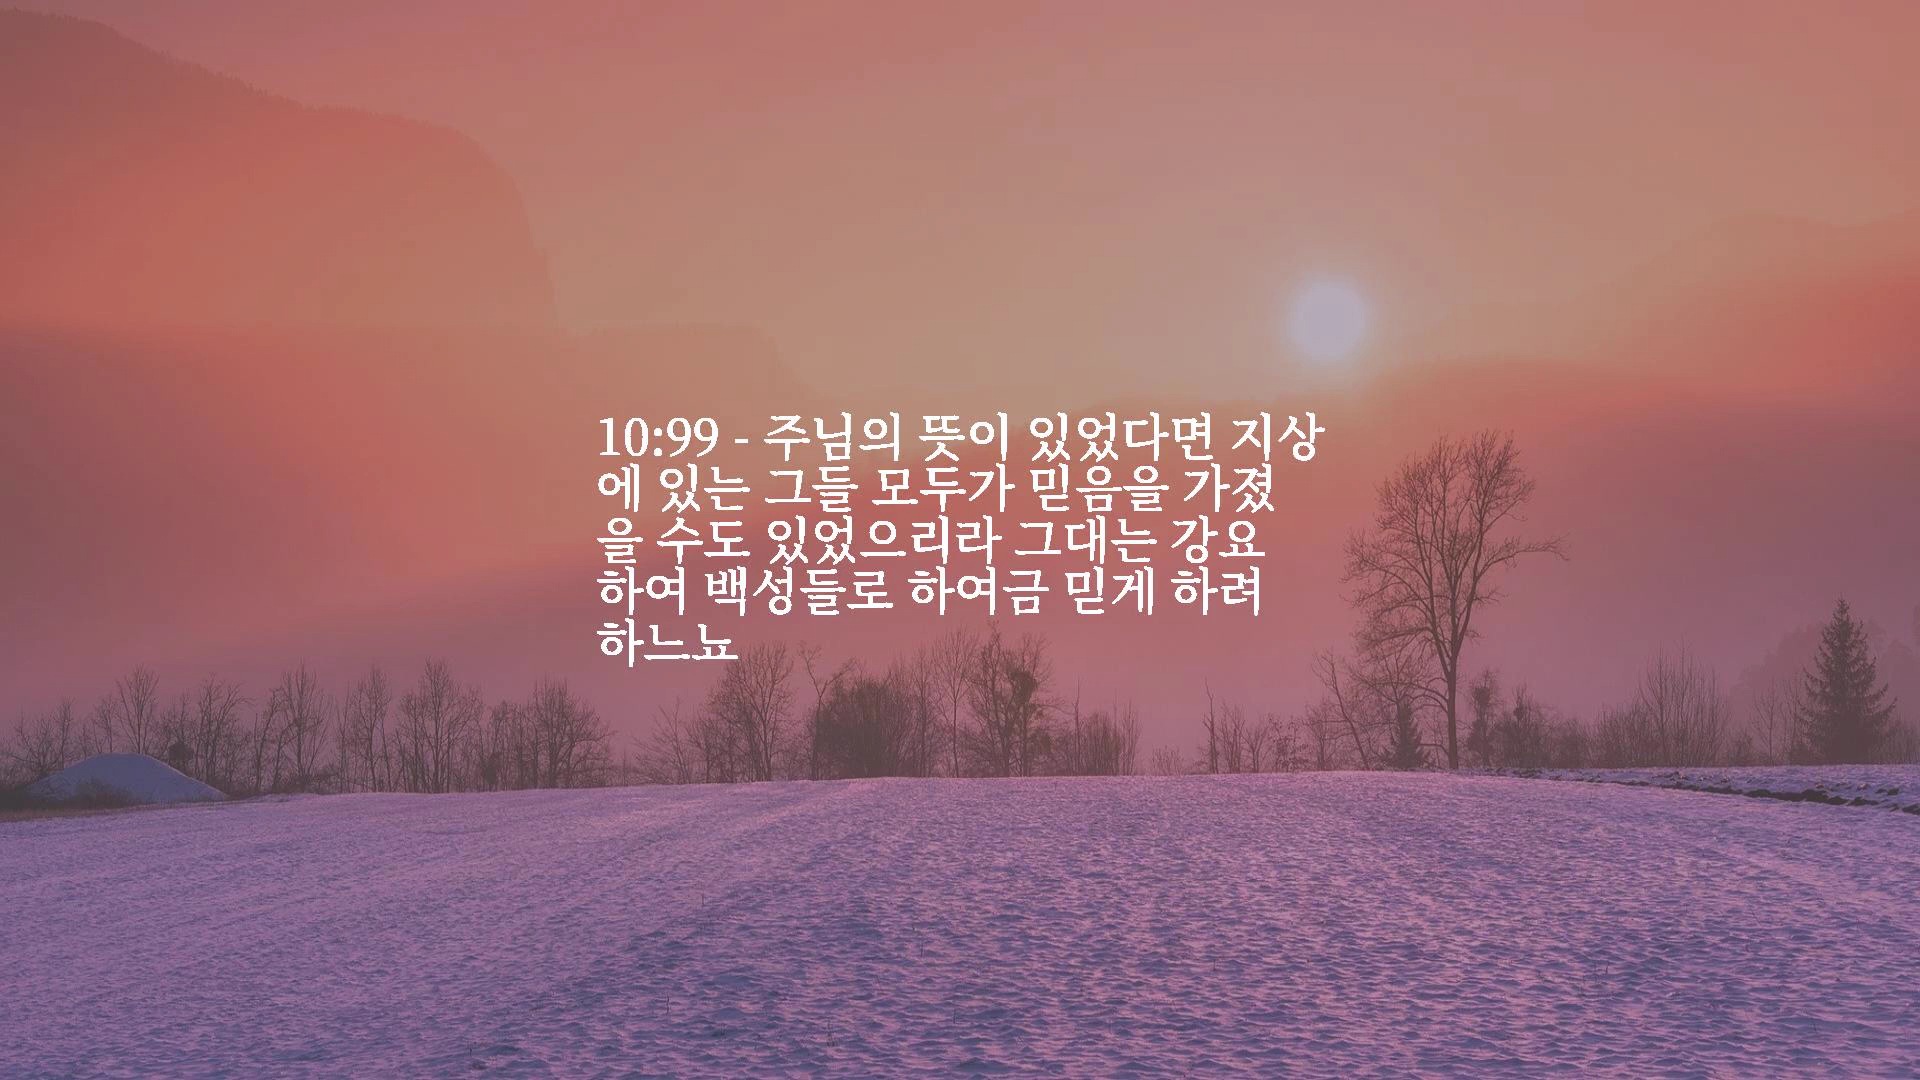 10:99 - 주님의 뜻이 있었다면 지상
에 있는 그들 모두가 믿음을 가졌
을 수도 있었으리라 그대는 강요
하여 백성들로 하여금 믿게 하려
하느뇨